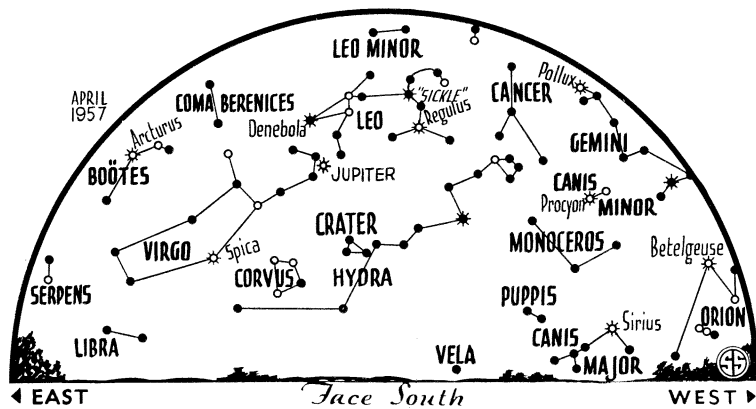 LEO MINOR
APRIL
1957
COMA BERENICES
Denebola
LEO
"SICKLE"
Regulus
CANCER
Pollux
GEMINI
Arcturus
BOÖTES
JUPITER
CANIS
MINOR
Procyon
VIRGO
Spica
CRATER
CORVUS
HYDRA
MONOCEROS
Betelgeuse
SERPENS
LIBRA
PUPPIS
CANIS
MAJOR
Sirius
ORION
VELA
EAST
Face South
WEST